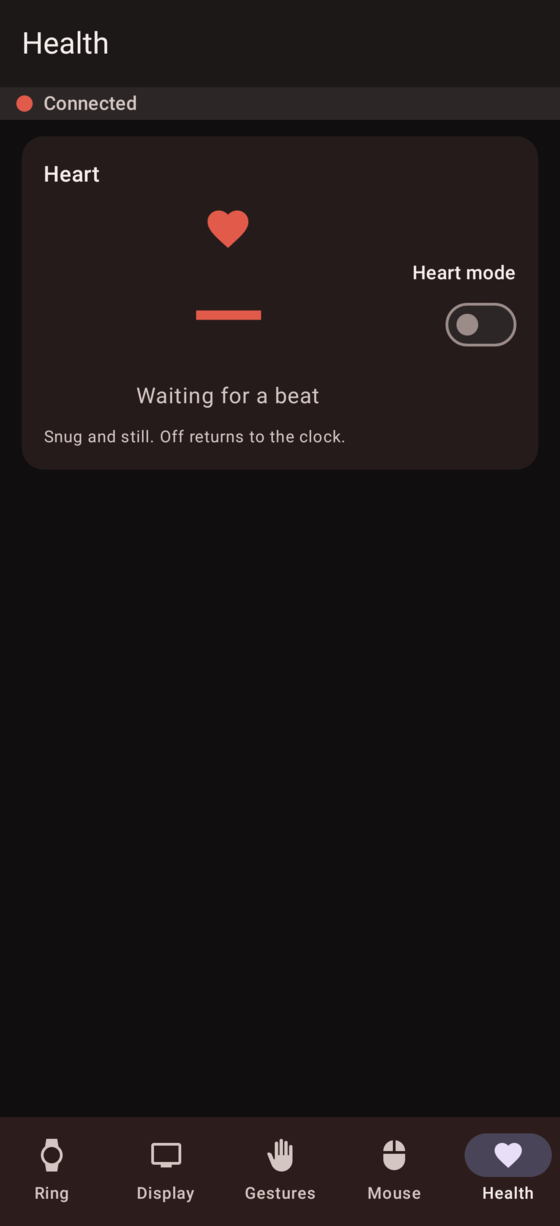 Health
Connected
Heart
Heart mode
Waiting for a beat
Snug and still. Off returns to the clock.
Ring
Display
Gestures
Mouse
Health